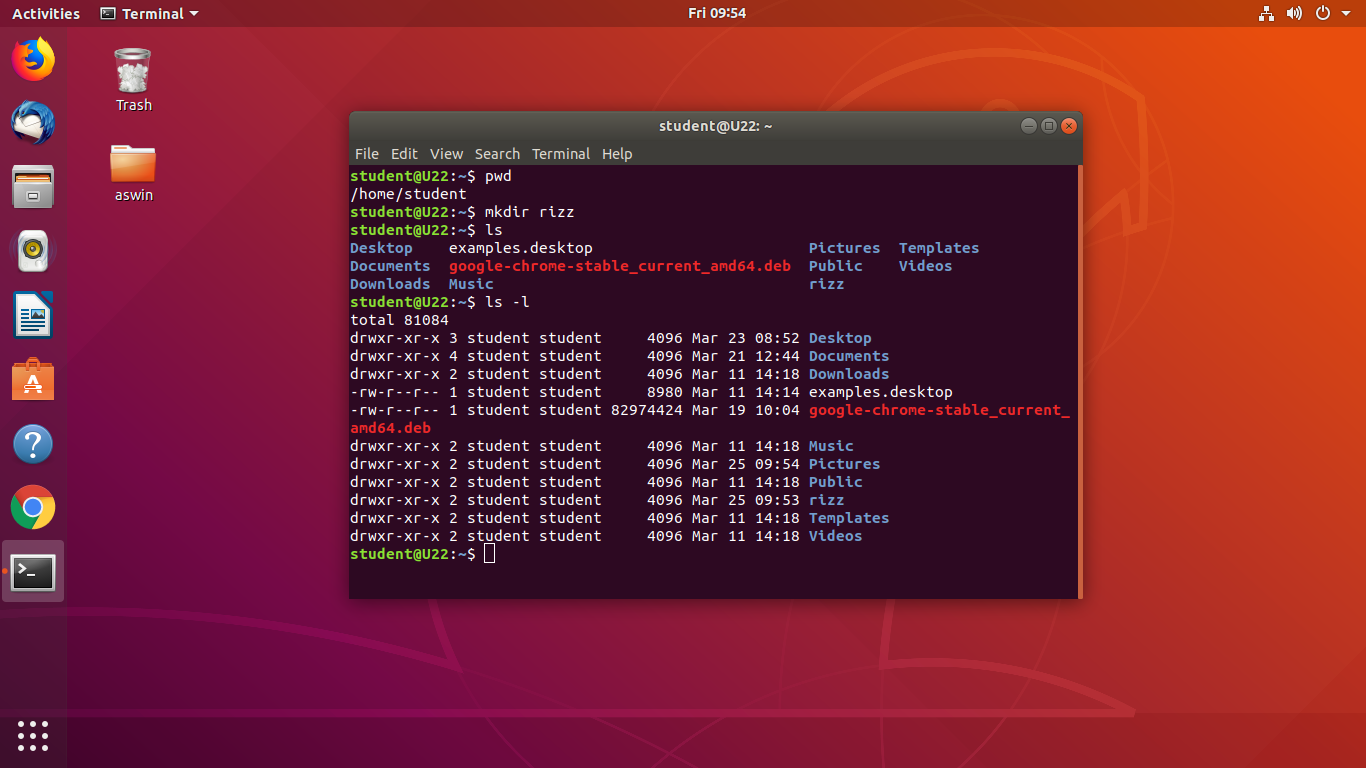 Activities Terminal Fri 09:54
Trash
aswin
student@U22: ~
File Edit View Search Terminal Help
student@U22:~$ pwd
/home/student
student@U22:~$ mkdir rizz
student@U22:~$ ls
Desktop examples.desktop Pictures Templates
Documents google-chrome-stable_current_amd64.deb Public Videos
Downloads Music rizz
student@U22:~$ ls -l
total 81084
drwxr-xr-x 3 student student 4096 Mar 23 08:52 Desktop
drwxr-xr-x 4 student student 4096 Mar 21 12:44 Documents
drwxr-xr-x 2 student student 4096 Mar 11 14:18 Downloads
-rw-r--r-- 1 student student 8980 Mar 11 14:14 examples.desktop
-rw-r--r-- 1 student student 82974424 Mar 19 10:04 google-chrome-stable_current_
amd64.deb
drwxr-xr-x 2 student student 4096 Mar 11 14:18 Music
drwxr-xr-x 2 student student 4096 Mar 25 09:54 Pictures
drwxr-xr-x 2 student student 4096 Mar 11 14:18 Public
drwxr-xr-x 2 student student 4096 Mar 25 09:53 rizz
drwxr-xr-x 2 student student 4096 Mar 11 14:18 Templates
drwxr-xr-x 2 student student 4096 Mar 11 14:18 Videos
student@U22:~$